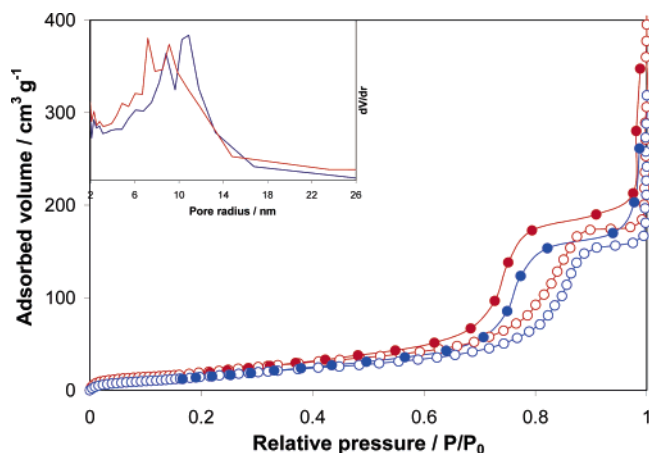 400
300
200
100
0
Adsorbed volume / cm³ g⁻¹
dV/dr
2 6 10 14 18 22 26
Pore radius / nm
0 0.2 0.4 0.6 0.8 1
Relative pressure / P/P₀